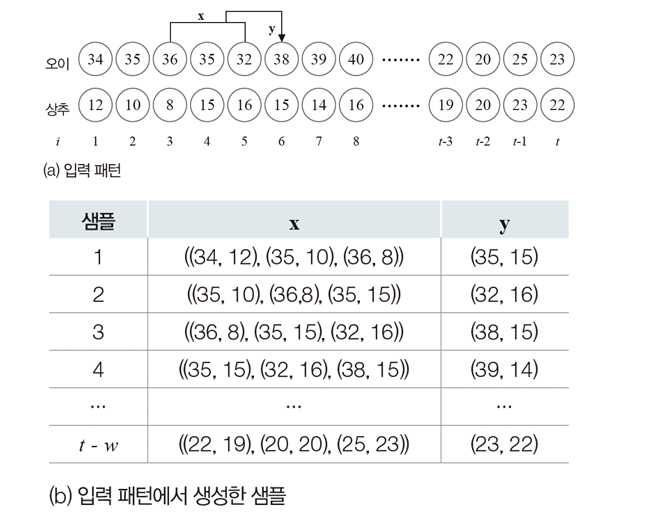 x
y
오이 34 35 36 35 32 38 39 40 ······· 22 20 25 23
상추 12 10 8 15 16 15 14 16 ······· 19 20 23 22
i 1 2 3 4 5 6 7 8 t-3 t-2 t-1 t
(a) 입력 패턴
샘플 x y
1 ((34, 12), (35, 10), (36, 8)) (35, 15)
2 ((35, 10), (36,8), (35, 15)) (32, 16)
3 ((36, 8), (35, 15), (32, 16)) (38, 15)
4 ((35, 15), (32, 16), (38, 15)) (39, 14)
... ... ...
t - w ((22, 19), (20, 20), (25, 23)) (23, 22)
(b) 입력 패턴에서 생성한 샘플